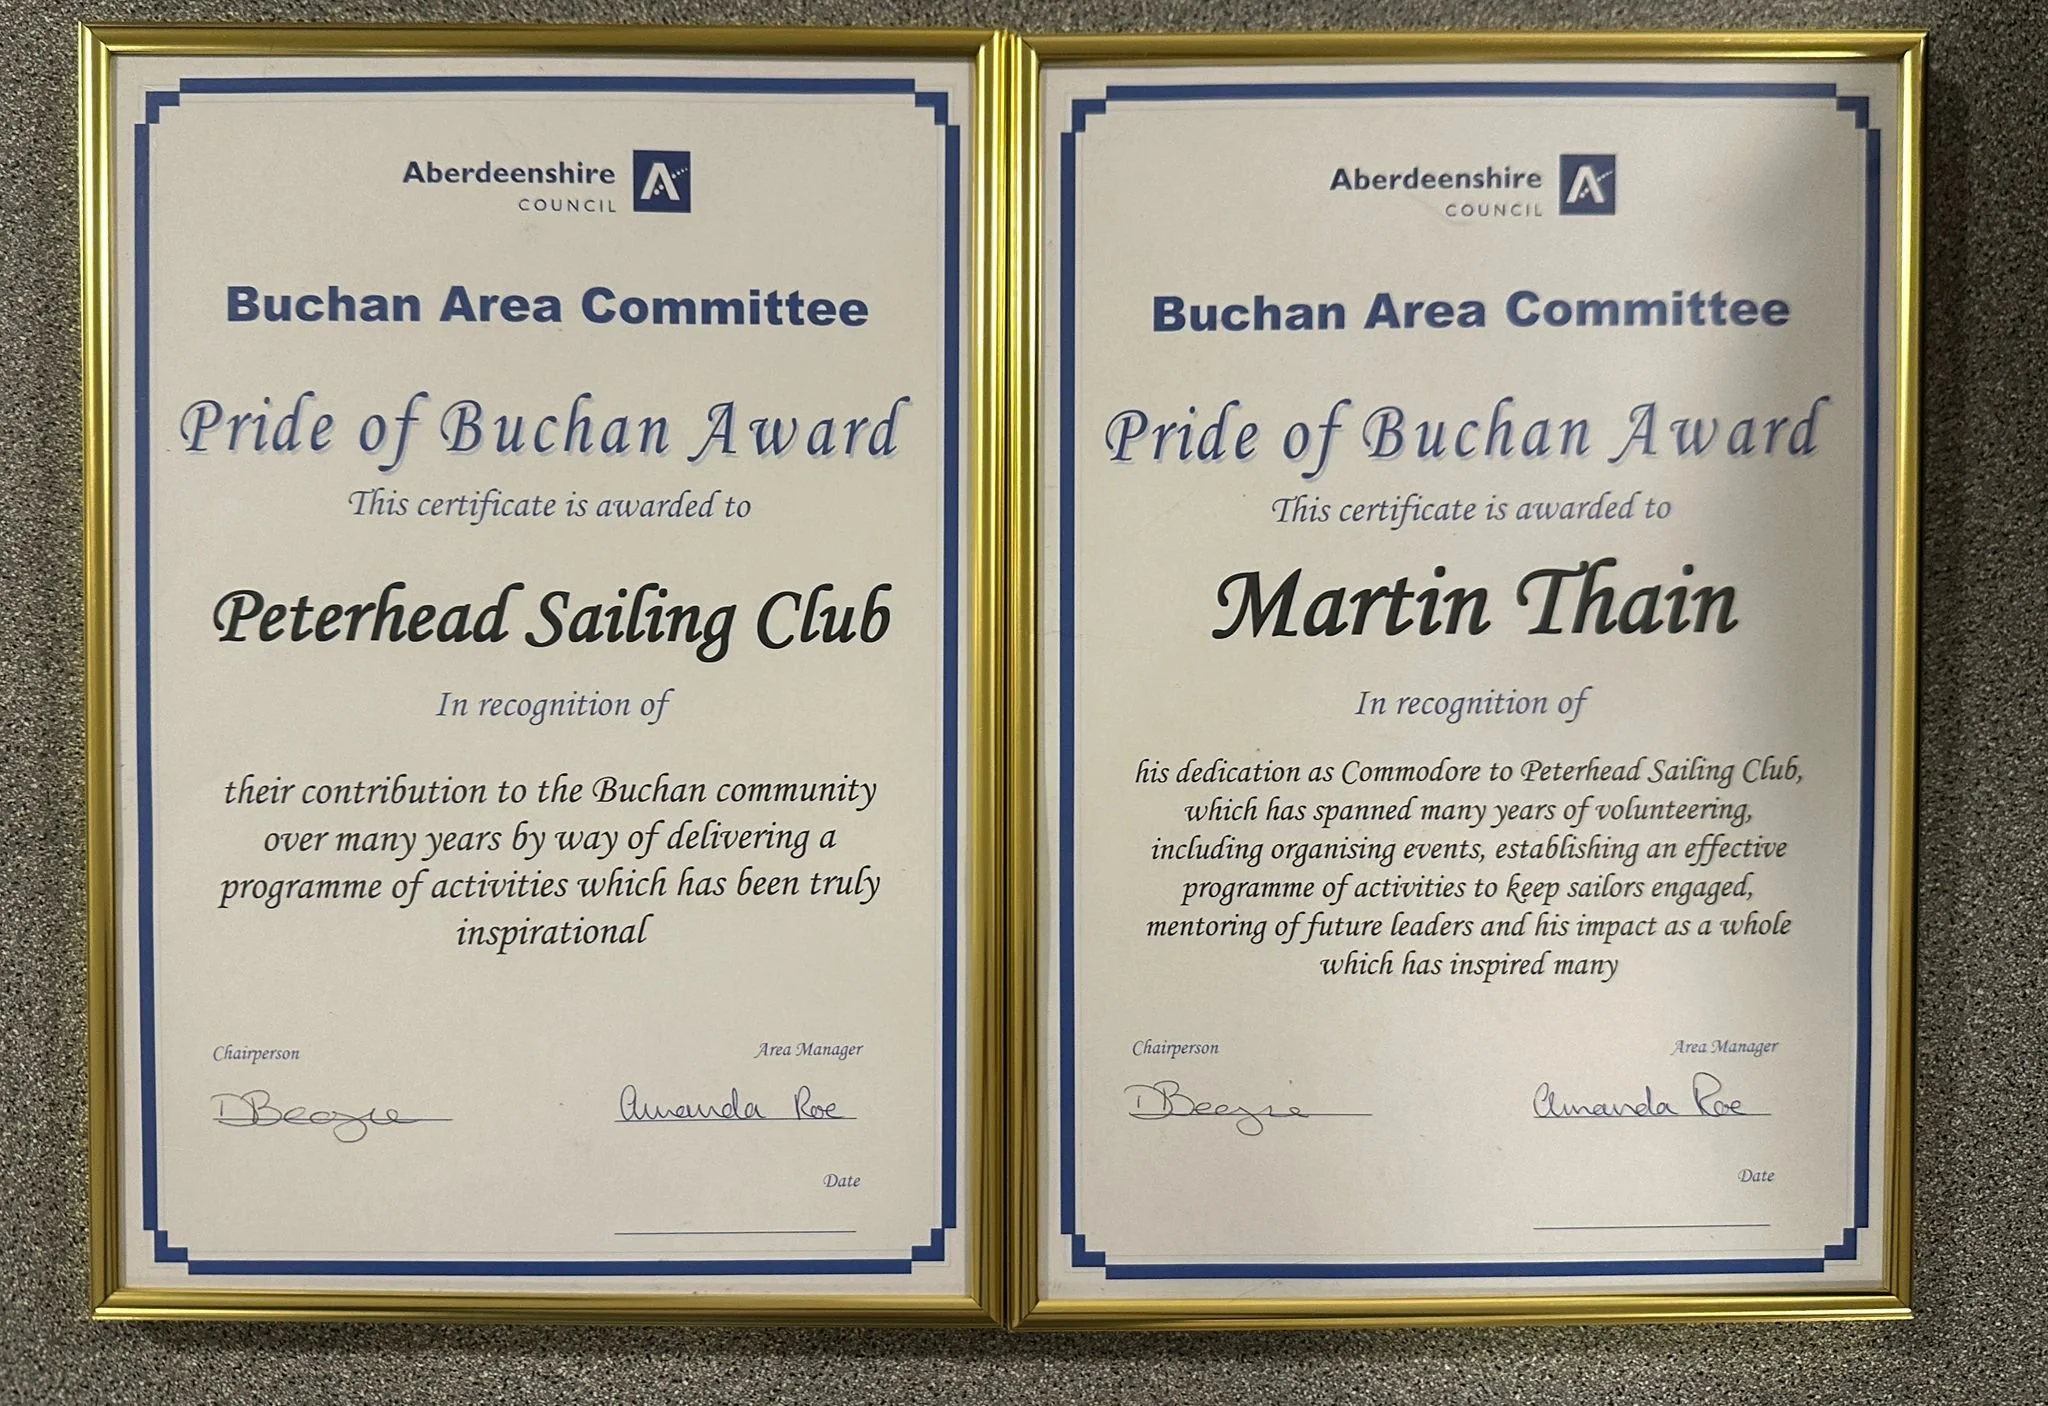 Aberdeenshire
COUNCIL
Buchan Area Committee
Pride of Buchan Award
This certificate is awarded to
Peterhead Sailing Club
In recognition of
their contribution to the Buchan community
over many years by way of delivering a
programme of activities which has been truly
inspirational
Chairperson
Area Manager
Amanda Roe
Date
Aberdeenshire
COUNCIL
Buchan Area Committee
Pride of Buchan Award
This certificate is awarded to
Martin Thain
In recognition of
his dedication as Commodore to Peterhead Sailing Club,
which has spanned many years of volunteering,
including organising events, establishing an effective
programme of activities to keep sailors engaged,
mentoring of future leaders and his impact as a whole
which has inspired many
Chairperson
Area Manager
Amanda Roe
Date